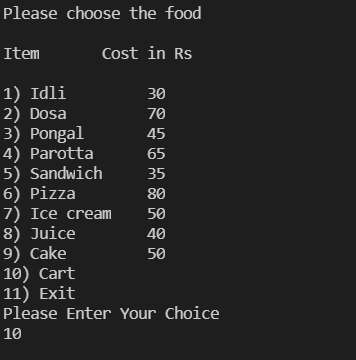 Please choose the food
Item Cost in Rs
1) Idli 30
2) Dosa 70
3) Pongal 45
4) Parotta 65
5) Sandwich 35
6) Pizza 80
7) Ice cream 50
8) Juice 40
9) Cake 50
10) Cart
11) Exit
Please Enter Your Choice
10